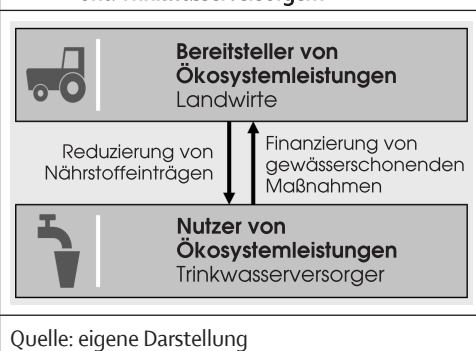 und Trinkwasserversorgern
Bereitsteller von
Ökosystemleistungen
Landwirte
Reduzierung von
Nährstoffeinträgen
Finanzierung von
gewässerschonenden
Maßnahmen
Nutzer von
Ökosystemleistungen
Trinkwasserversorger
Quelle: eigene Darstellung